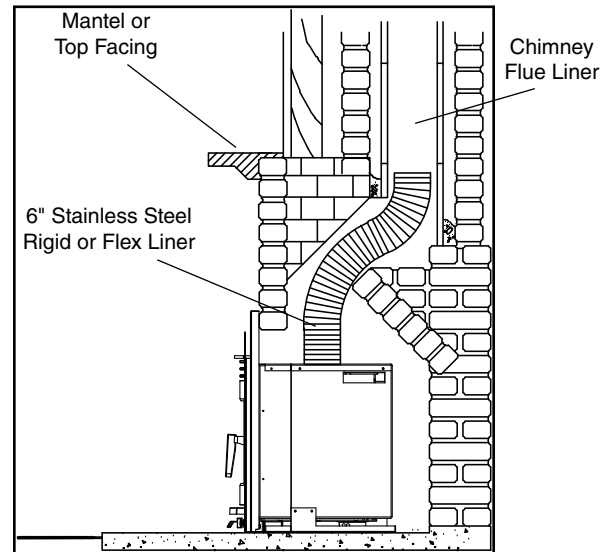 Mantel or
Top Facing
Chimney
Flue Liner
6" Stainless Steel
Rigid or Flex Liner